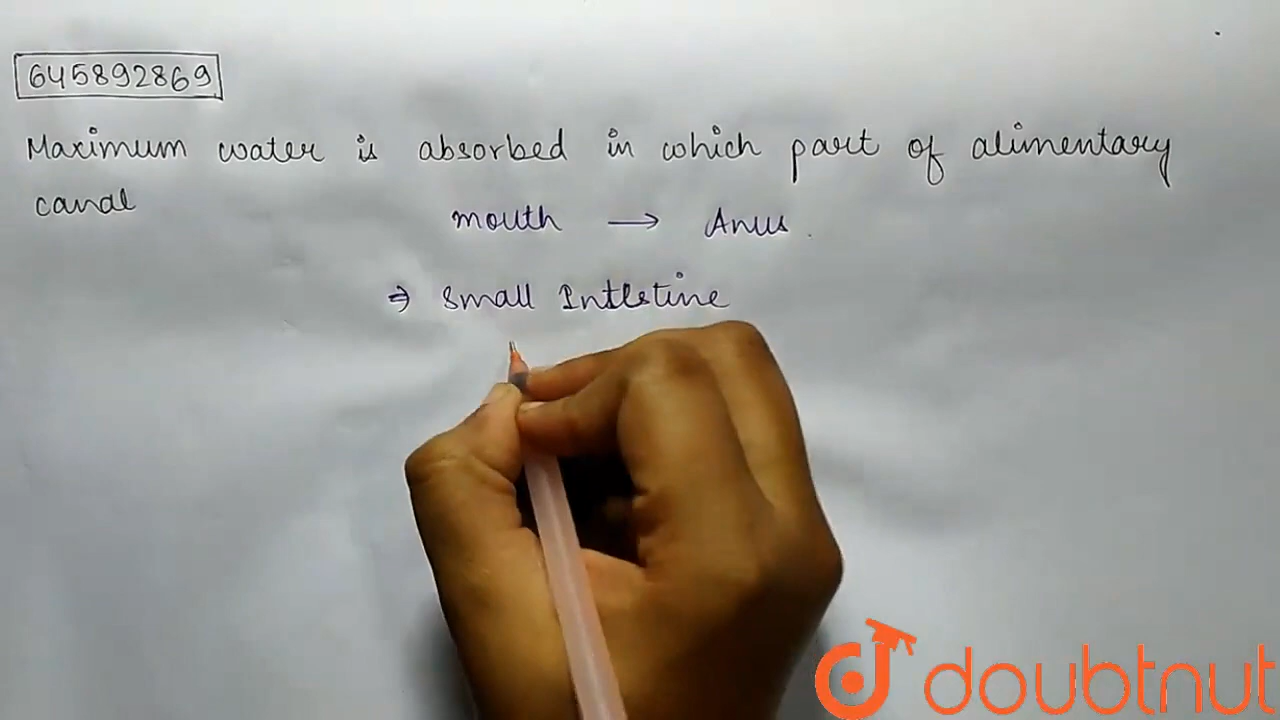 645892869
Maximum water is absorbed in which part of alimentary
canal
mouth → Anus.
⇒ Small Intestine
doubtnut